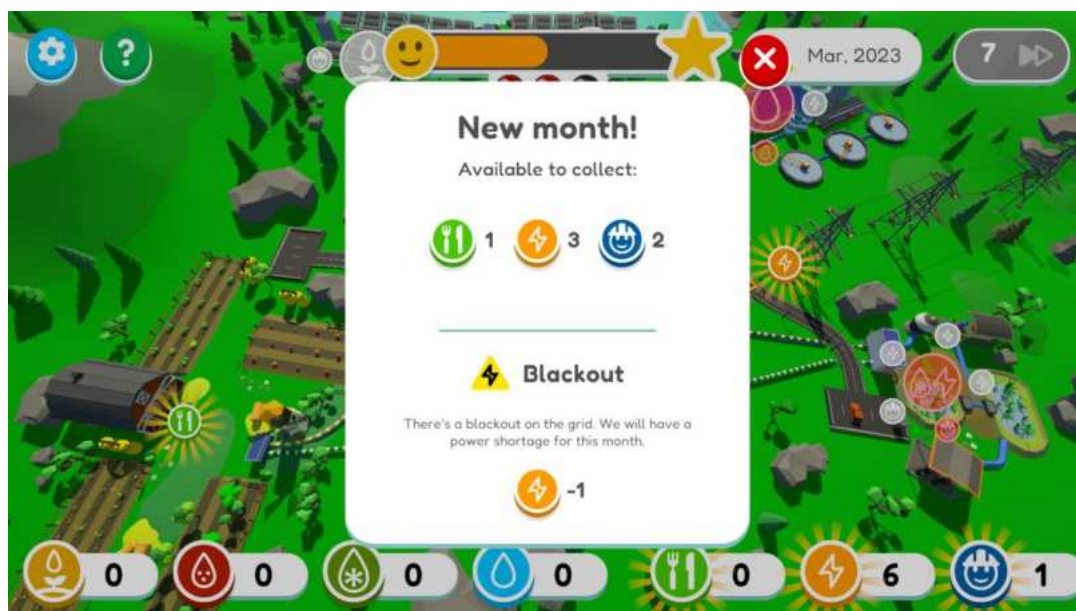 ?
Mar, 2023
7
New month!
Available to collect:
1 3 2
Blackout
There's a blackout on the grid. We will have a
power shortage for this month.
-1
0 0 0 0 0 6 1